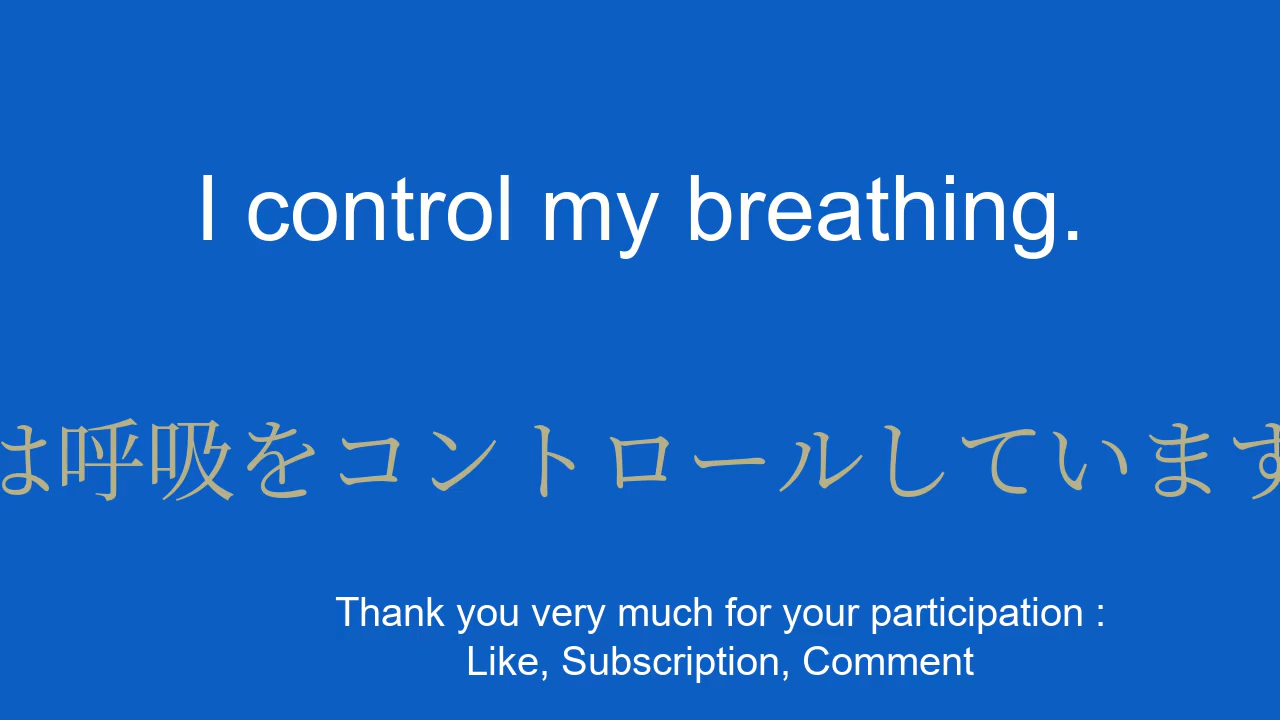 I control my breathing.
は呼吸をコントロールしています
Thank you very much for your participation :
Like, Subscription, Comment